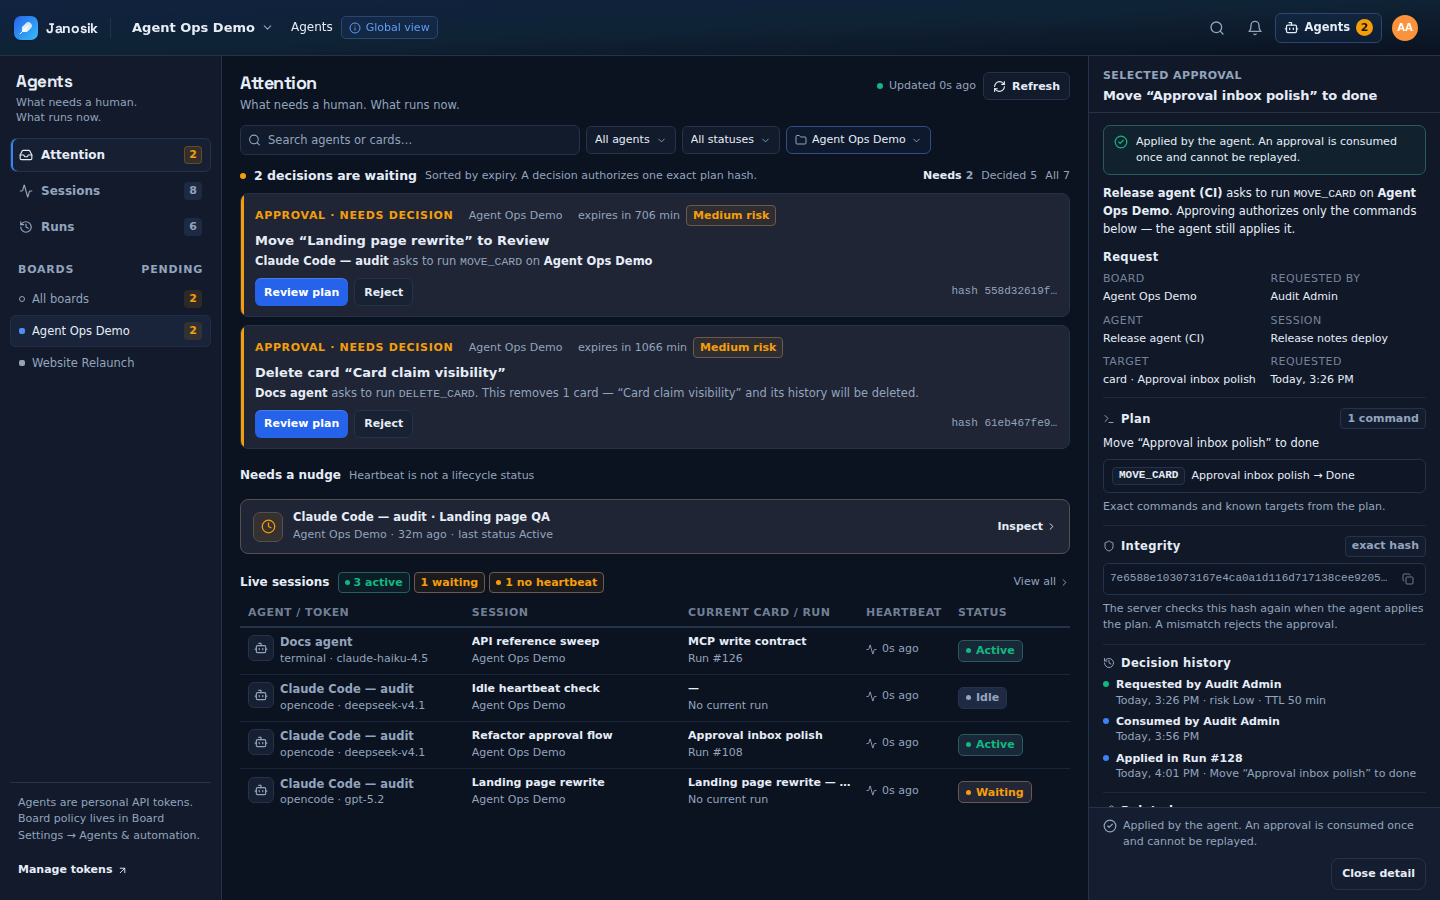 Janosik
Agent Ops Demo
Agents
Global view
Agents 2
AA
Agents
What needs a human.
What runs now.
Attention 2
Sessions 8
Runs 6
BOARDS PENDING
All boards 2
Agent Ops Demo 2
Website Relaunch
Agents are personal API tokens.
Board policy lives in Board
Settings → Agents & automation.
Manage tokens
Attention
What needs a human. What runs now.
Updated 0s ago
Refresh
Search agents or cards…
All agents
All statuses
Agent Ops Demo
2 decisions are waiting Sorted by expiry. A decision authorizes one exact plan hash.
Needs 2 Decided 5 All 7
APPROVAL · NEEDS DECISION Agent Ops Demo expires in 706 min Medium risk
Move “Landing page rewrite” to Review
Claude Code — audit asks to run MOVE_CARD on Agent Ops Demo
Review plan Reject hash 558d32619f…
APPROVAL · NEEDS DECISION Agent Ops Demo expires in 1066 min Medium risk
Delete card “Card claim visibility”
Docs agent asks to run DELETE_CARD. This removes 1 card — “Card claim visibility” and its history will be deleted.
Review plan Reject hash 61eb467fe9…
Needs a nudge Heartbeat is not a lifecycle status
Claude Code — audit · Landing page QA
Agent Ops Demo · 32m ago · last status Active
Inspect
Live sessions 3 active 1 waiting 1 no heartbeat View all
AGENT / TOKEN SESSION CURRENT CARD / RUN HEARTBEAT STATUS
Docs agent API reference sweep MCP write contract 0s ago Active
terminal · claude-haiku-4.5 Agent Ops Demo Run #126
Claude Code — audit Idle heartbeat check — 0s ago Idle
opencode · deepseek-v4.1 Agent Ops Demo No current run
Claude Code — audit Refactor approval flow Approval inbox polish 0s ago Active
opencode · deepseek-v4.1 Agent Ops Demo Run #108
Claude Code — audit Landing page rewrite Landing page rewrite — … 0s ago Waiting
opencode · gpt-5.2 Agent Ops Demo No current run
SELECTED APPROVAL
Move “Approval inbox polish” to done
Applied by the agent. An approval is consumed
once and cannot be replayed.
Release agent (CI) asks to run MOVE_CARD on Agent
Ops Demo. Approving authorizes only the commands
below — the agent still applies it.
Request
BOARD REQUESTED BY
Agent Ops Demo Audit Admin
AGENT SESSION
Release agent (CI) Release notes deploy
TARGET REQUESTED
card · Approval inbox polish Today, 3:26 PM
Plan 1 command
Move “Approval inbox polish” to done
MOVE_CARD Approval inbox polish → Done
Exact commands and known targets from the plan.
Integrity exact hash
7e6588e103073167e4ca0a1d116d717138cee9205…
The server checks this hash again when the agent applies
the plan. A mismatch rejects the approval.
Decision history
Requested by Audit Admin
Today, 3:26 PM · risk Low · TTL 50 min
Consumed by Audit Admin
Today, 3:56 PM
Applied in Run #128
Today, 4:01 PM · Move “Approval inbox polish” to done
Applied by the agent. An approval is consumed once
and cannot be replayed.
Close detail